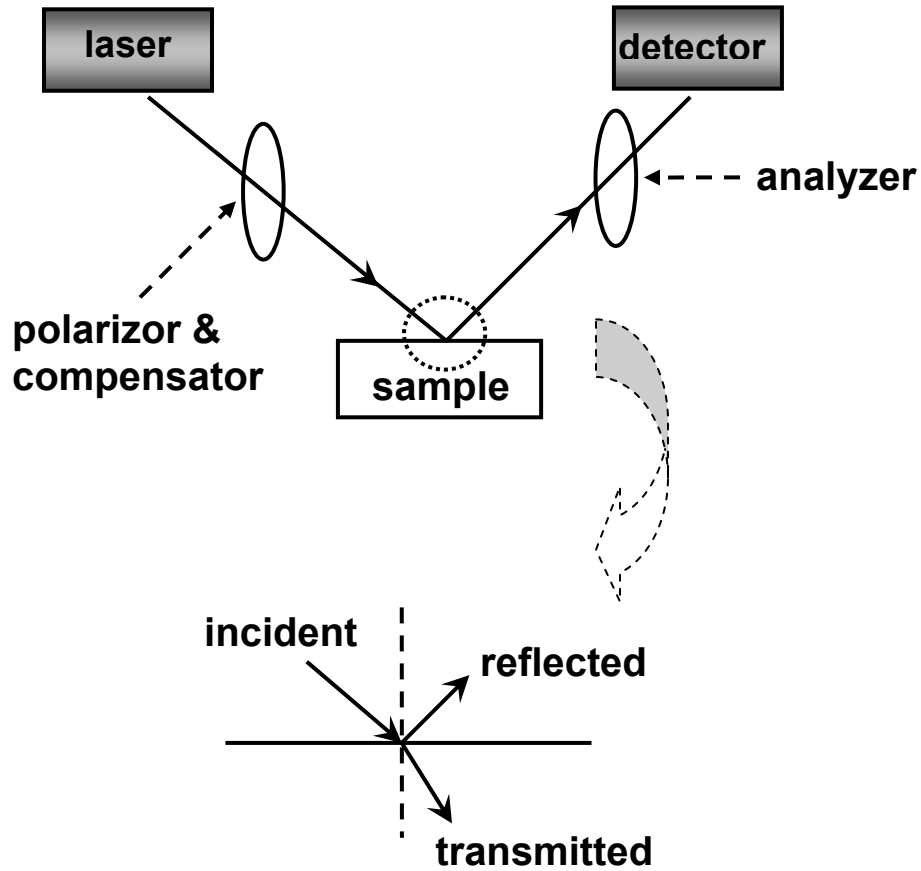 laser
detector
analyzer
polarizor &
compensator
sample
incident
reflected
transmitted